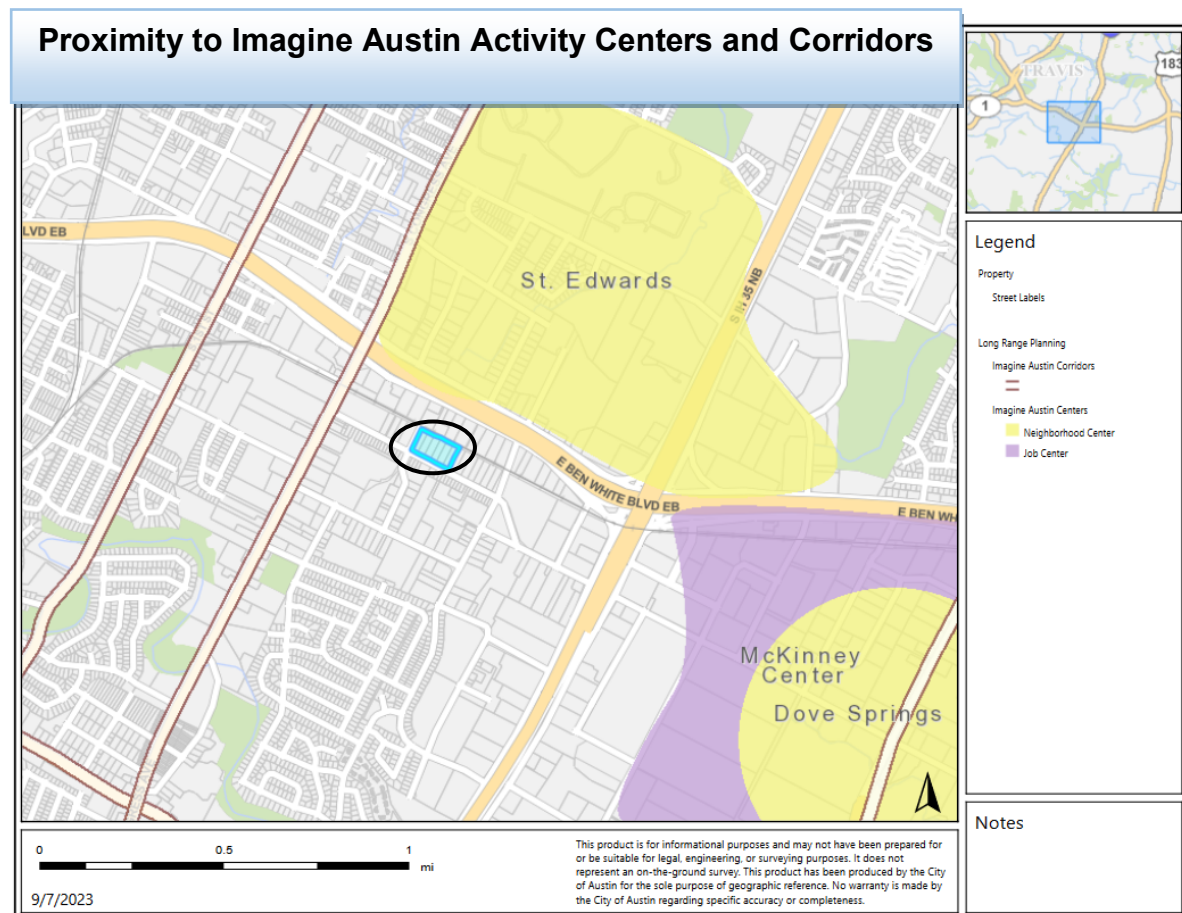 Proximity to Imagine Austin Activity Centers and Corridors
TRAVIS
183
1
LVD EB
St. Edwards
S IH 35 NB
E BEN WHITE BLVD EB
E BEN WH
McKinney
Center
Dove Springs
Legend
Property
Street Labels
Long Range Planning
Imagine Austin Corridors
Imagine Austin Centers
Neighborhood Center
Job Center
Notes
0 0.5 1
mi
9/7/2023
This product is for informational purposes and may not have been prepared for
or be suitable for legal, engineering, or surveying purposes. It does not
represent an on-the-ground survey. This product has been produced by the City
of Austin for the sole purpose of geographic reference. No warranty is made by
the City of Austin regarding specific accuracy or completeness.